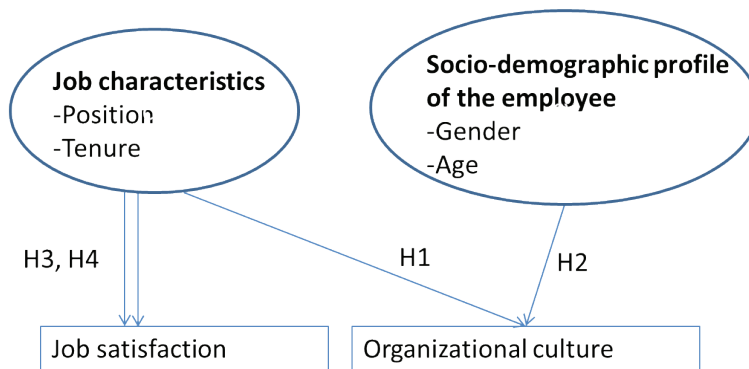 Job characteristics
-Position
-Tenure
Socio-demographic profile
of the employee
-Gender
-Age
H3, H4
H1
H2
Job satisfaction
Organizational culture